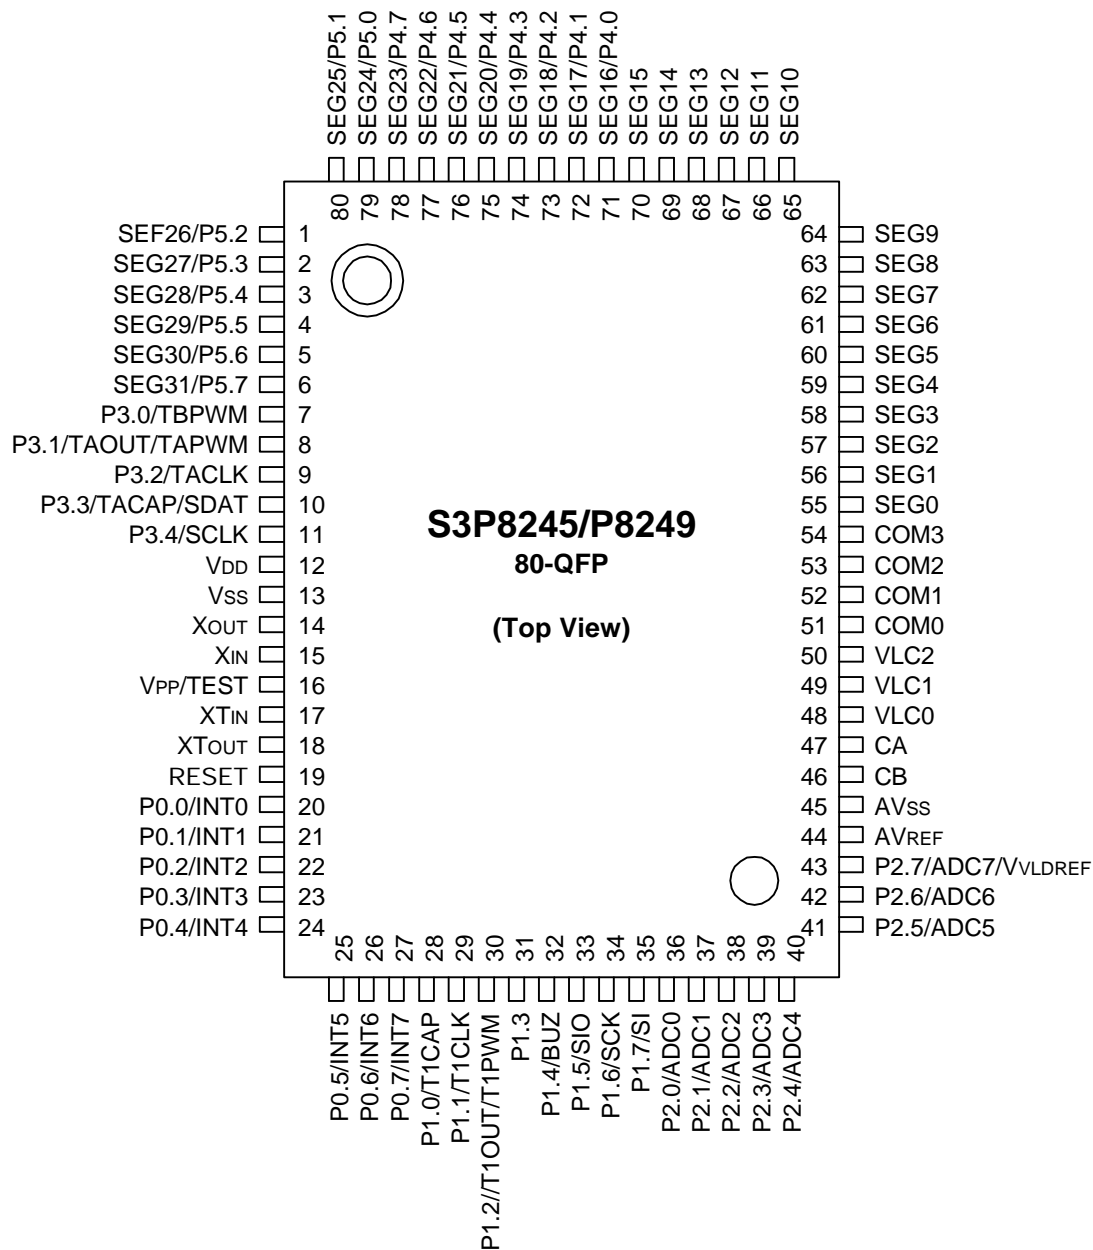 SEG25/P5.1
SEG24/P5.0
SEG23/P4.7
SEG22/P4.6
SEG21/P4.5
SEG20/P4.4
SEG19/P4.3
SEG18/P4.2
SEG17/P4.1
SEG16/P4.0
SEG15
SEG14
SEG13
SEG12
SEG11
SEG10
80
79
78
77
76
75
74
73
72
71
70
69
68
67
66
65
SEF26/P5.2 1
SEG27/P5.3 2
SEG28/P5.4 3
SEG29/P5.5 4
SEG30/P5.6 5
SEG31/P5.7 6
P3.0/TBPWM 7
P3.1/TAOUT/TAPWM 8
P3.2/TACLK 9
P3.3/TACAP/SDAT 10
P3.4/SCLK 11
VDD 12
VSS 13
XOUT 14
XIN 15
VPP/TEST 16
XTIN 17
XTOUT 18
RESET 19
P0.0/INT0 20
P0.1/INT1 21
P0.2/INT2 22
P0.3/INT3 23
P0.4/INT4 24
S3P8245/P8249
80-QFP
(Top View)
64 SEG9
63 SEG8
62 SEG7
61 SEG6
60 SEG5
59 SEG4
58 SEG3
57 SEG2
56 SEG1
55 SEG0
54 COM3
53 COM2
52 COM1
51 COM0
50 VLC2
49 VLC1
48 VLC0
47 CA
46 CB
45 AVSS
44 AVREF
43 P2.7/ADC7/VVLDREF
42 P2.6/ADC6
41 P2.5/ADC5
25
26
27
28
29
30
31
32
33
34
35
36
37
38
39
40
P0.5/INT5
P0.6/INT6
P0.7/INT7
P1.0/T1CAP
P1.1/T1CLK
P1.2//T1OUT/T1PWM
P1.3
P1.4/BUZ
P1.5/SIO
P1.6/SCK
P1.7/SI
P2.0/ADC0
P2.1/ADC1
P2.2/ADC2
P2.3/ADC3
P2.4/ADC4